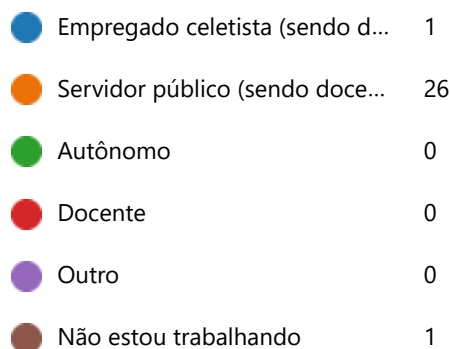 Empregado celetista (sendo d... 1
Servidor público (sendo doce... 26
Autônomo 0
Docente 0
Outro 0
Não estou trabalhando 1